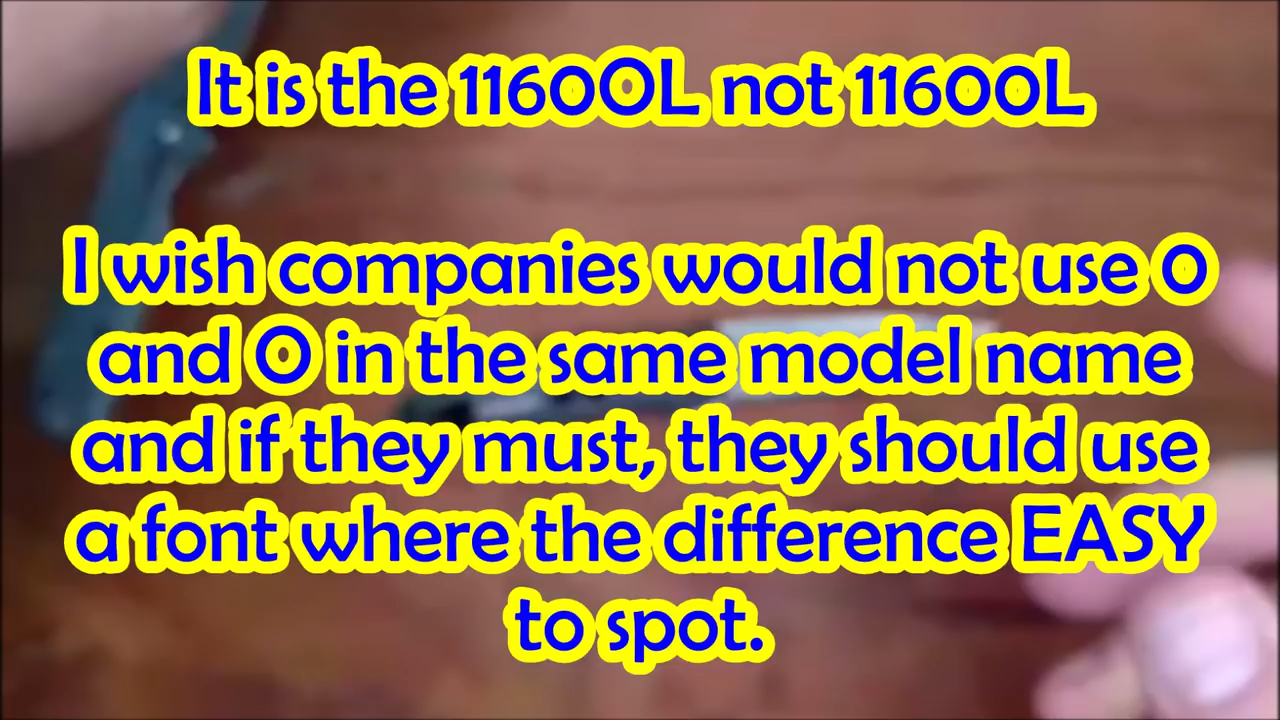 It is the 1160OL not 11600L
I wish companies would not use 0
and O in the same model name
and if they must, they should use
a font where the difference EASY
to spot.